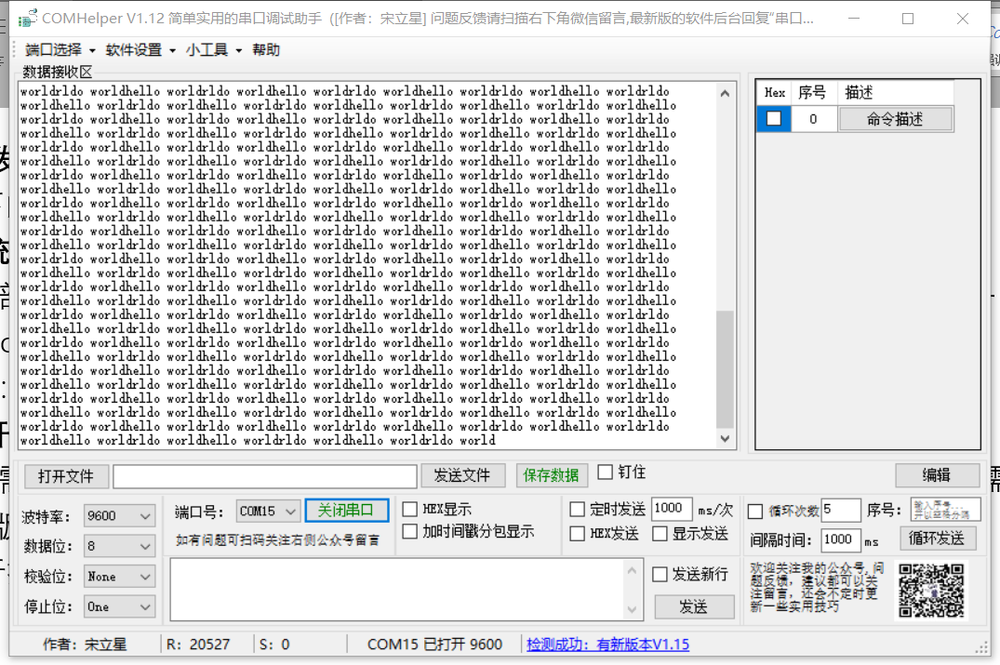 COMHelper V1.12 简单实用的串口调试助手 ([作者：宋立星] 问题反馈请扫描右下角微信留言,最新版的软件后台回复"串口...
端口选择 软件设置 小工具 帮助
数据接收区
worldrldo worldhello worldrldo worldhello worldrldo worldhello worldrldo worldhello worldrldo
worldhello worldrldo worldhello worldrldo worldhello worldrldo worldhello worldrldo worldhello
worldrldo worldhello worldrldo worldhello worldrldo worldhello worldrldo worldhello worldrldo
worldhello worldrldo worldhello worldrldo worldhello worldrldo worldhello worldrldo worldhello
worldrldo worldhello worldrldo worldhello worldrldo worldhello worldrldo worldhello worldrldo
worldhello worldrldo worldhello worldrldo worldhello worldrldo worldhello worldrldo worldhello
worldrldo worldhello worldrldo worldhello worldrldo worldhello worldrldo worldhello worldrldo
worldhello worldrldo worldhello worldrldo worldhello worldrldo worldhello worldrldo worldhello
worldrldo worldhello worldrldo worldhello worldrldo worldhello worldrldo worldhello worldrldo
worldhello worldrldo worldhello worldrldo worldhello worldrldo worldhello worldrldo worldhello
worldrldo worldhello worldrldo worldhello worldrldo worldhello worldrldo worldhello worldrldo
worldhello worldrldo worldhello worldrldo worldhello worldrldo worldhello worldrldo worldhello
worldrldo worldhello worldrldo worldhello worldrldo worldhello worldrldo worldhello worldrldo
worldhello worldrldo worldhello worldrldo worldhello worldrldo worldhello worldrldo worldhello
worldrldo worldhello worldrldo worldhello worldrldo worldhello worldrldo worldhello worldrldo
worldhello worldrldo worldhello worldrldo worldhello worldrldo worldhello worldrldo worldhello
worldrldo worldhello worldrldo worldhello worldrldo worldhello worldrldo worldhello worldrldo
worldhello worldrldo worldhello worldrldo worldhello worldrldo worldhello worldrldo worldhello
worldrldo worldhello worldrldo worldhello worldrldo worldhello worldrldo worldhello worldrldo
worldhello worldrldo worldhello worldrldo worldhello worldrldo worldhello worldrldo worldhello
worldrldo worldhello worldrldo worldhello worldrldo worldhello worldrldo worldhello worldrldo
worldhello worldrldo worldhello worldrldo worldhello worldrldo worldhello worldrldo worldhello
worldrldo worldhello worldrldo worldhello worldrldo worldhello worldrldo worldhello worldrldo
worldhello worldrldo worldhello worldrldo worldhello worldrldo worldhello worldrldo worldhello
worldrldo worldhello worldrldo worldhello worldrldo worldhello worldrldo worldhello worldrldo
worldhello worldrldo worldhello worldrldo worldhello worldrldo world
Hex 序号 描述
0 命令描述
打开文件 发送文件 保存数据 钉住 编辑
波特率： 9600
数据位： 8
校验位： None
停止位： One
端口号： COM15 关闭串口
如有问题可扫码关注右侧公众号留言
HEX显示
加时间戳分包显示
定时发送 1000 ms/次
HEX发送 显示发送
循环次数 5 序号： 输入序号...
并以空格分隔
间隔时间： 1000 ms 循环发送
发送新行
发送
欢迎关注我的公众号,问
题反馈，建议都可以关
注留言，还会不定时更
新一些实用技巧
作者：宋立星 R: 20527 S: 0 COM15 已打开 9600 检测成功：有新版本V1.15